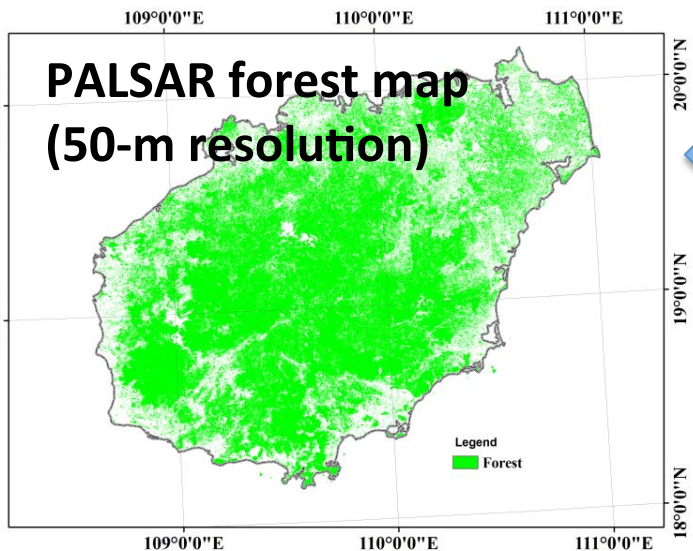 109°0'0"E 110°0'0"E 111°0'0"E
PALSAR forest map
(50-m resolution)
20°0'0"N
19°0'0"N
18°0'0"N
Legend
Forest
109°0'0"E 110°0'0"E 111°0'0"E